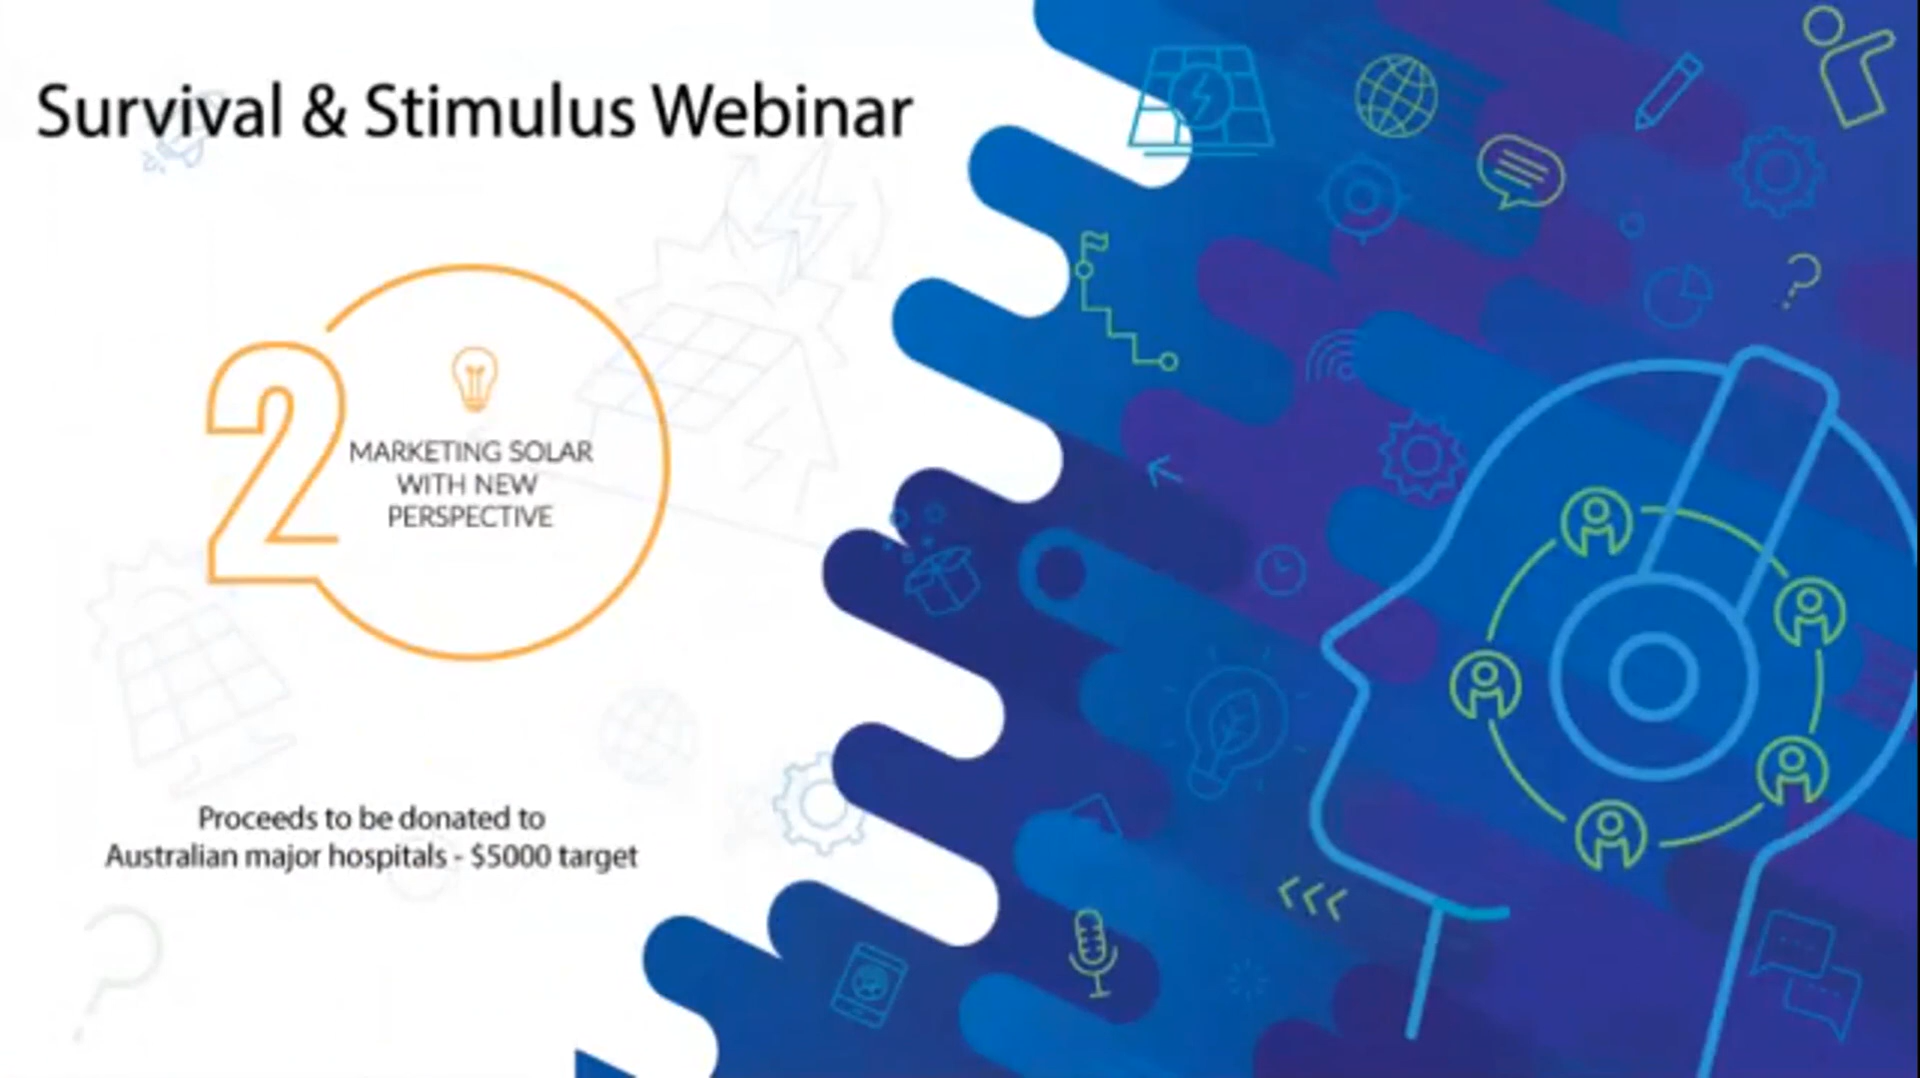 Survival & Stimulus Webinar
2
MARKETING SOLAR
WITH NEW
PERSPECTIVE
Proceeds to be donated to
Australian major hospitals - $5000 target